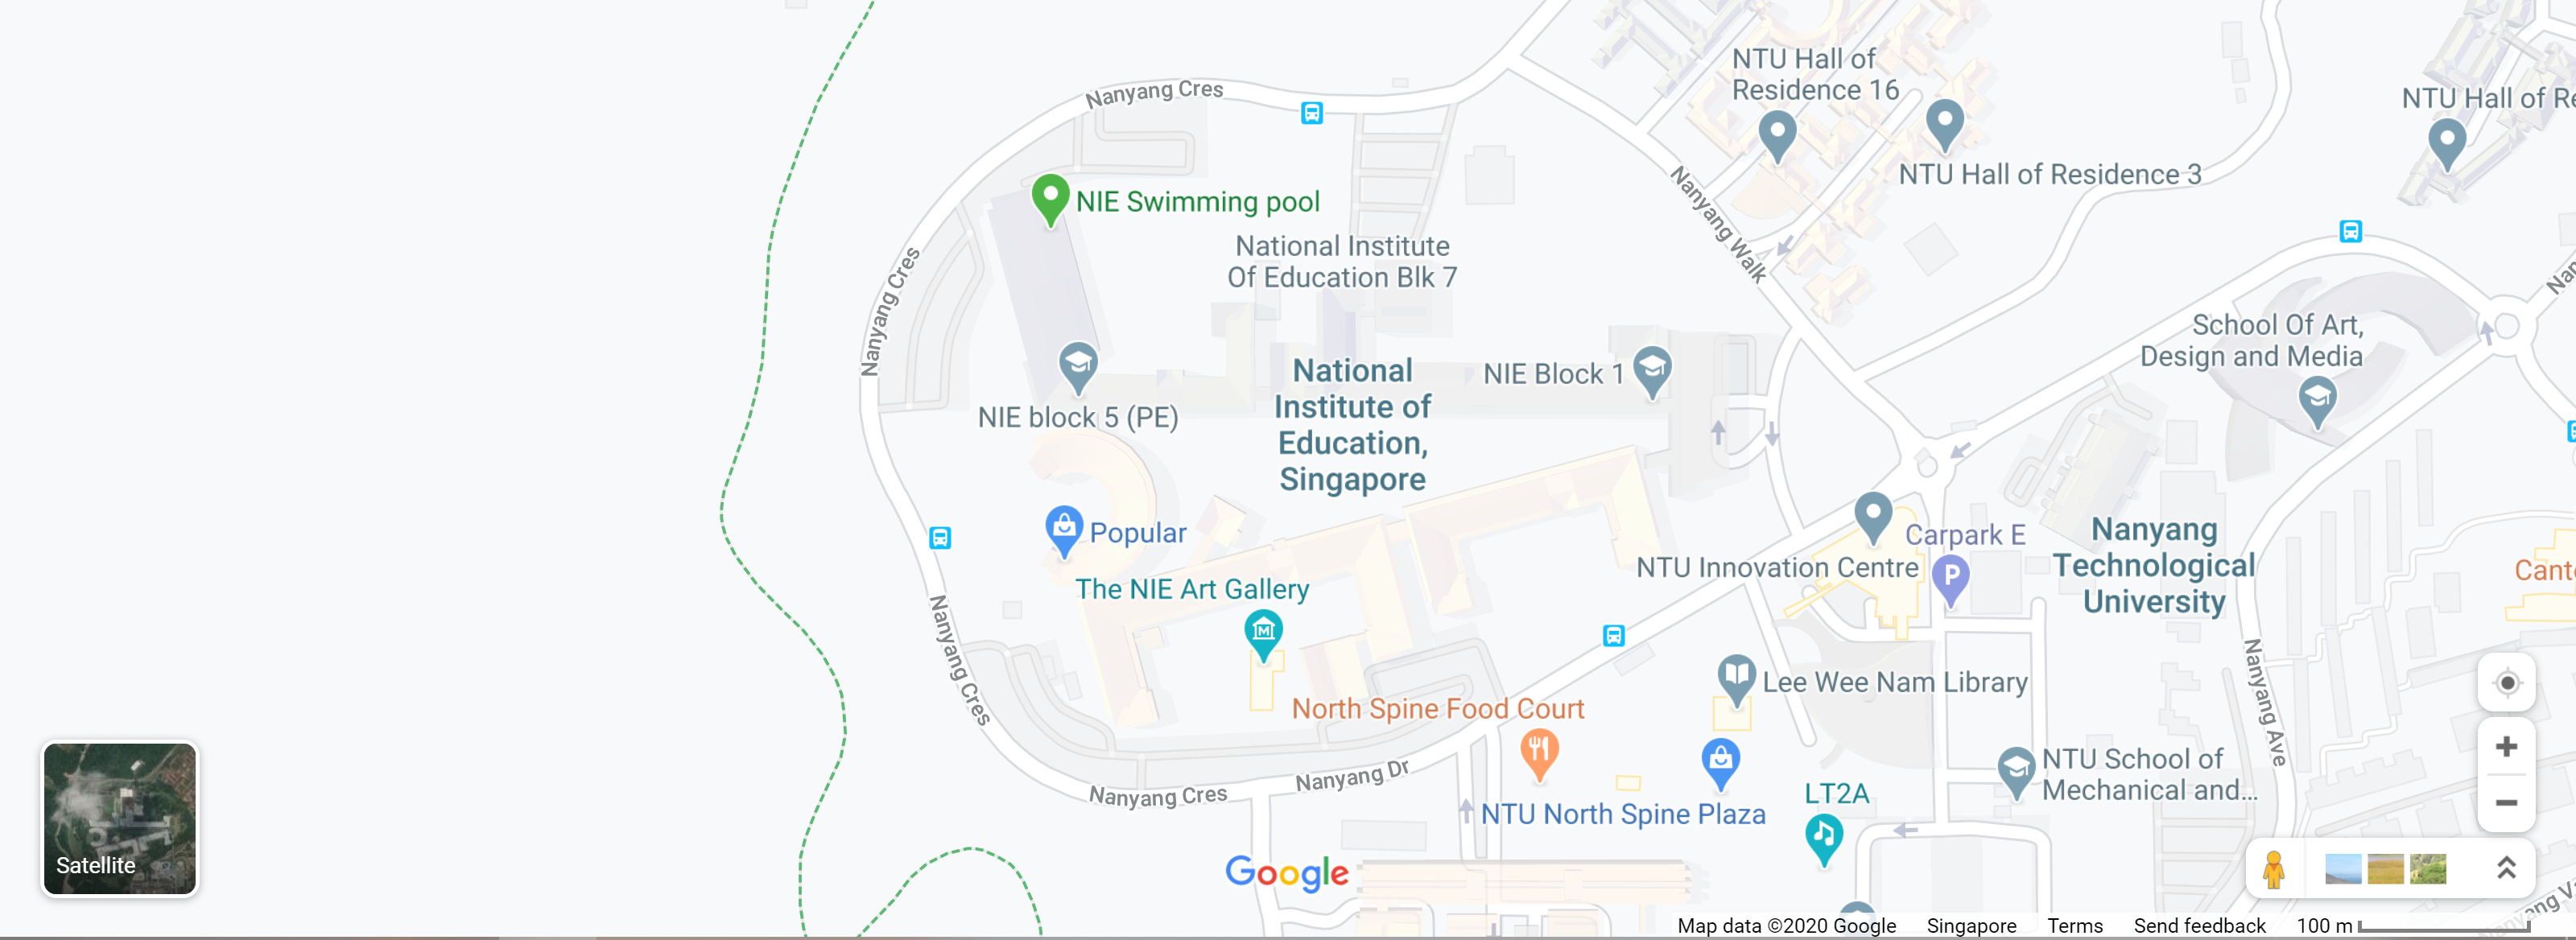 NTU Hall of
Residence 16
NTU Hall of Re
Nanyang Cres
NTU Hall of Residence 3
NIE Swimming pool
Nanyang Walk
National Institute
Of Education Blk 7
Nan
Nanyang Cres
School Of Art,
Design and Media
NIE Block 1
National
Institute of
Education,
Singapore
NIE block 5 (PE)
Popular
Carpark E
P
Nanyang
Technological
University
NTU Innovation Centre
Cant
The NIE Art Gallery
M
Nanyang Cres
Lee Wee Nam Library
Nanyang Ave
North Spine Food Court
NTU School of
Mechanical and...
Nanyang Dr
Nanyang Cres
LT2A
NTU North Spine Plaza
Satellite
Google
Map data ©2020 Google
Singapore
Terms
Send feedback
100 m